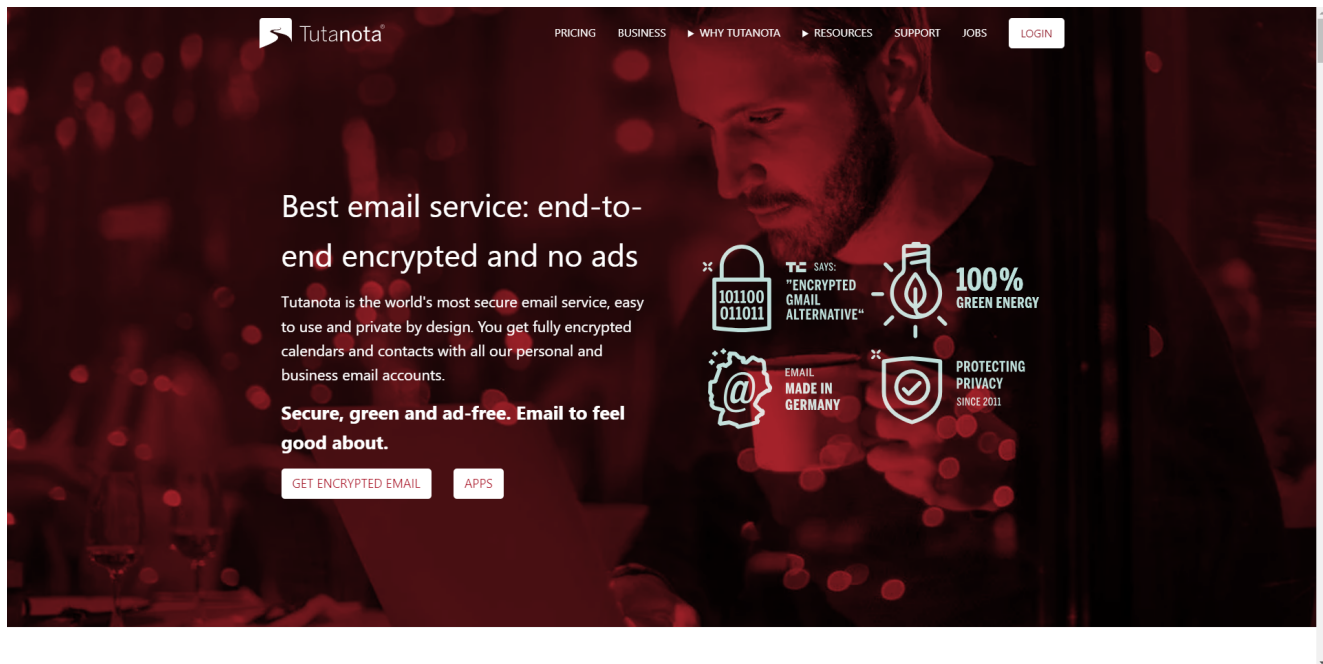 Tutanota®
PRICING
BUSINESS
► WHY TUTANOTA
► RESOURCES
SUPPORT
JOBS
LOGIN
Best email service: end-to-
end encrypted and no ads
Tutanota is the world's most secure email service, easy
to use and private by design. You get fully encrypted
calendars and contacts with all our personal and
business email accounts.
Secure, green and ad-free. Email to feel
good about.
GET ENCRYPTED EMAIL
APPS
101100
011011
TC SAYS:
"ENCRYPTED
GMAIL
ALTERNATIVE“
100%
GREEN ENERGY
@
EMAIL
MADE IN
GERMANY
PROTECTING
PRIVACY
SINCE 2011